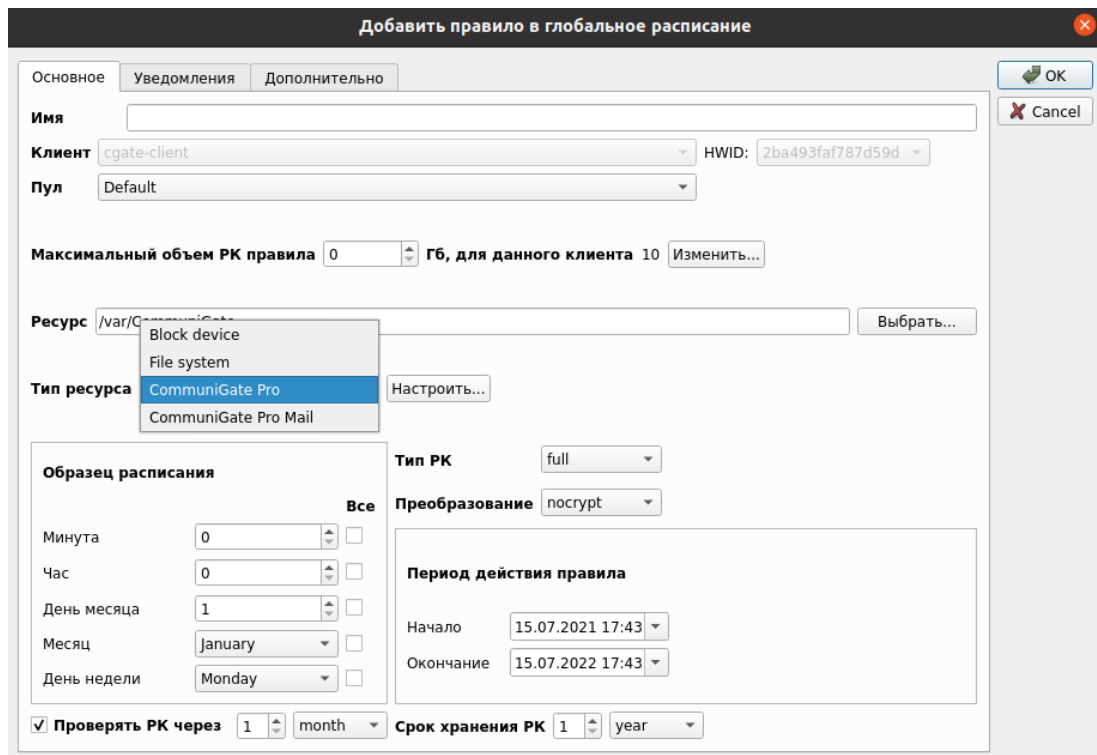 Добавить правило в глобальное расписание
Основное Уведомления Дополнительно
OK
Cancel
Имя
Клиент cgate-client HWID: 2ba493faf787d59d
Пул Default
Максимальный объем РК правила 0 Гб, для данного клиента 10 Изменить...
Ресурс /var/CommuniGate Выбрать...
Block device
File system
Тип ресурса CommuniGate Pro Настроить...
CommuniGate Pro Mail
Образец расписания
Все
Минута 0
Час 0
День месяца 1
Месяц January
День недели Monday
Тип РК full
Преобразование nocrypt
Период действия правила
Начало 15.07.2021 17:43
Окончание 15.07.2022 17:43
Проверять РК через 1 month Срок хранения РК 1 year